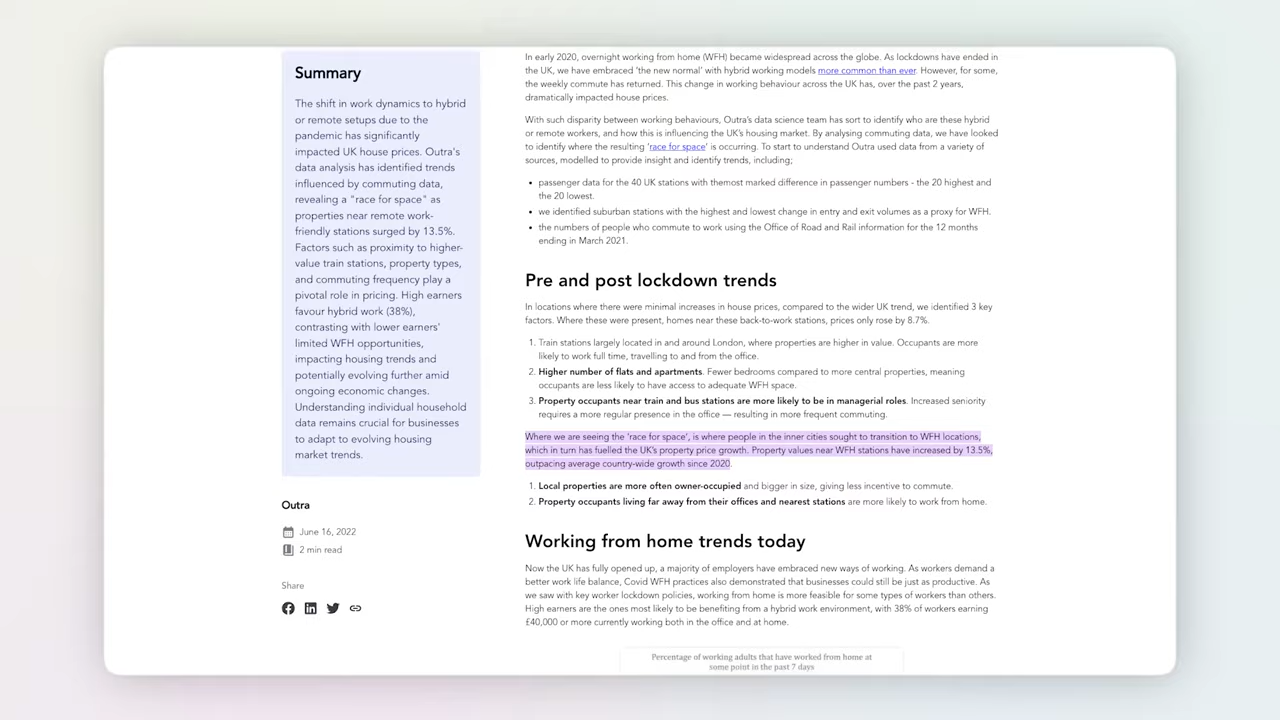 Summary
The shift in work dynamics to hybrid
or remote setups due to the
pandemic has significantly
impacted UK house prices. Outra's
data analysis has identified trends
influenced by commuting data,
revealing a "race for space" as
properties near remote work-
friendly stations surged by 13.5%.
Factors such as proximity to higher-
value train stations, property types,
and commuting frequency play a
pivotal role in pricing. High earners
favour hybrid work (38%),
contrasting with lower earners'
limited WFH opportunities,
impacting housing trends and
potentially evolving further amid
ongoing economic changes.
Understanding individual household
data remains crucial for businesses
to adapt to evolving housing
market trends.
Outra
June 16, 2022
2 min read
Share
In early 2020, overnight working from home (WFH) became widespread across the globe. As lockdowns have ended in
the UK, we have embraced 'the new normal' with hybrid working models more common than ever. However, for some,
the weekly commute has returned. This change in working behaviour across the UK has, over the past 2 years,
dramatically impacted house prices.
With such disparity between working behaviours, Outra's data science team has sort to identify who are these hybrid
or remote workers, and how this is influencing the UK's housing market. By analysing commuting data, we have looked
to identify where the resulting 'race for space' is occurring. To start to understand Outra used data from a variety of
sources, modelled to provide insight and identify trends, including;
• passenger data for the 40 UK stations with themost marked difference in passenger numbers - the 20 highest and
the 20 lowest.
• we identified suburban stations with the highest and lowest change in entry and exit volumes as a proxy for WFH.
• the numbers of people who commute to work using the Office of Road and Rail information for the 12 months
ending in March 2021.
Pre and post lockdown trends
In locations where there were minimal increases in house prices, compared to the wider UK trend, we identified 3 key
factors. Where these were present, homes near these back-to-work stations, prices only rose by 8.7%.
1. Train stations largely located in and around London, where properties are higher in value. Occupants are more
likely to work full time, travelling to and from the office.
2. Higher number of flats and apartments. Fewer bedrooms compared to more central properties, meaning
occupants are less likely to have access to adequate WFH space.
3. Property occupants near train and bus stations are more likely to be in managerial roles. Increased seniority
requires a more regular presence in the office — resulting in more frequent commuting.
Where we are seeing the 'race for space', is where people in the inner cities sought to transition to WFH locations,
which in turn has fuelled the UK's property price growth. Property values near WFH stations have increased by 13.5%,
outpacing average country-wide growth since 2020.
1. Local properties are more often owner-occupied and bigger in size, giving less incentive to commute.
2. Property occupants living far away from their offices and nearest stations are more likely to work from home.
Working from home trends today
Now the UK has fully opened up, a majority of employers have embraced new ways of working. As workers demand a
better work life balance, Covid WFH practices also demonstrated that businesses could still be just as productive. As
we saw with key worker lockdown policies, working from home is more feasible for some types of workers than others.
High earners are the ones most likely to be benefiting from a hybrid work environment, with 38% of workers earning
£40,000 or more currently working both in the office and at home.
Percentage of working adults that have worked from home at
some point in the past 7 days